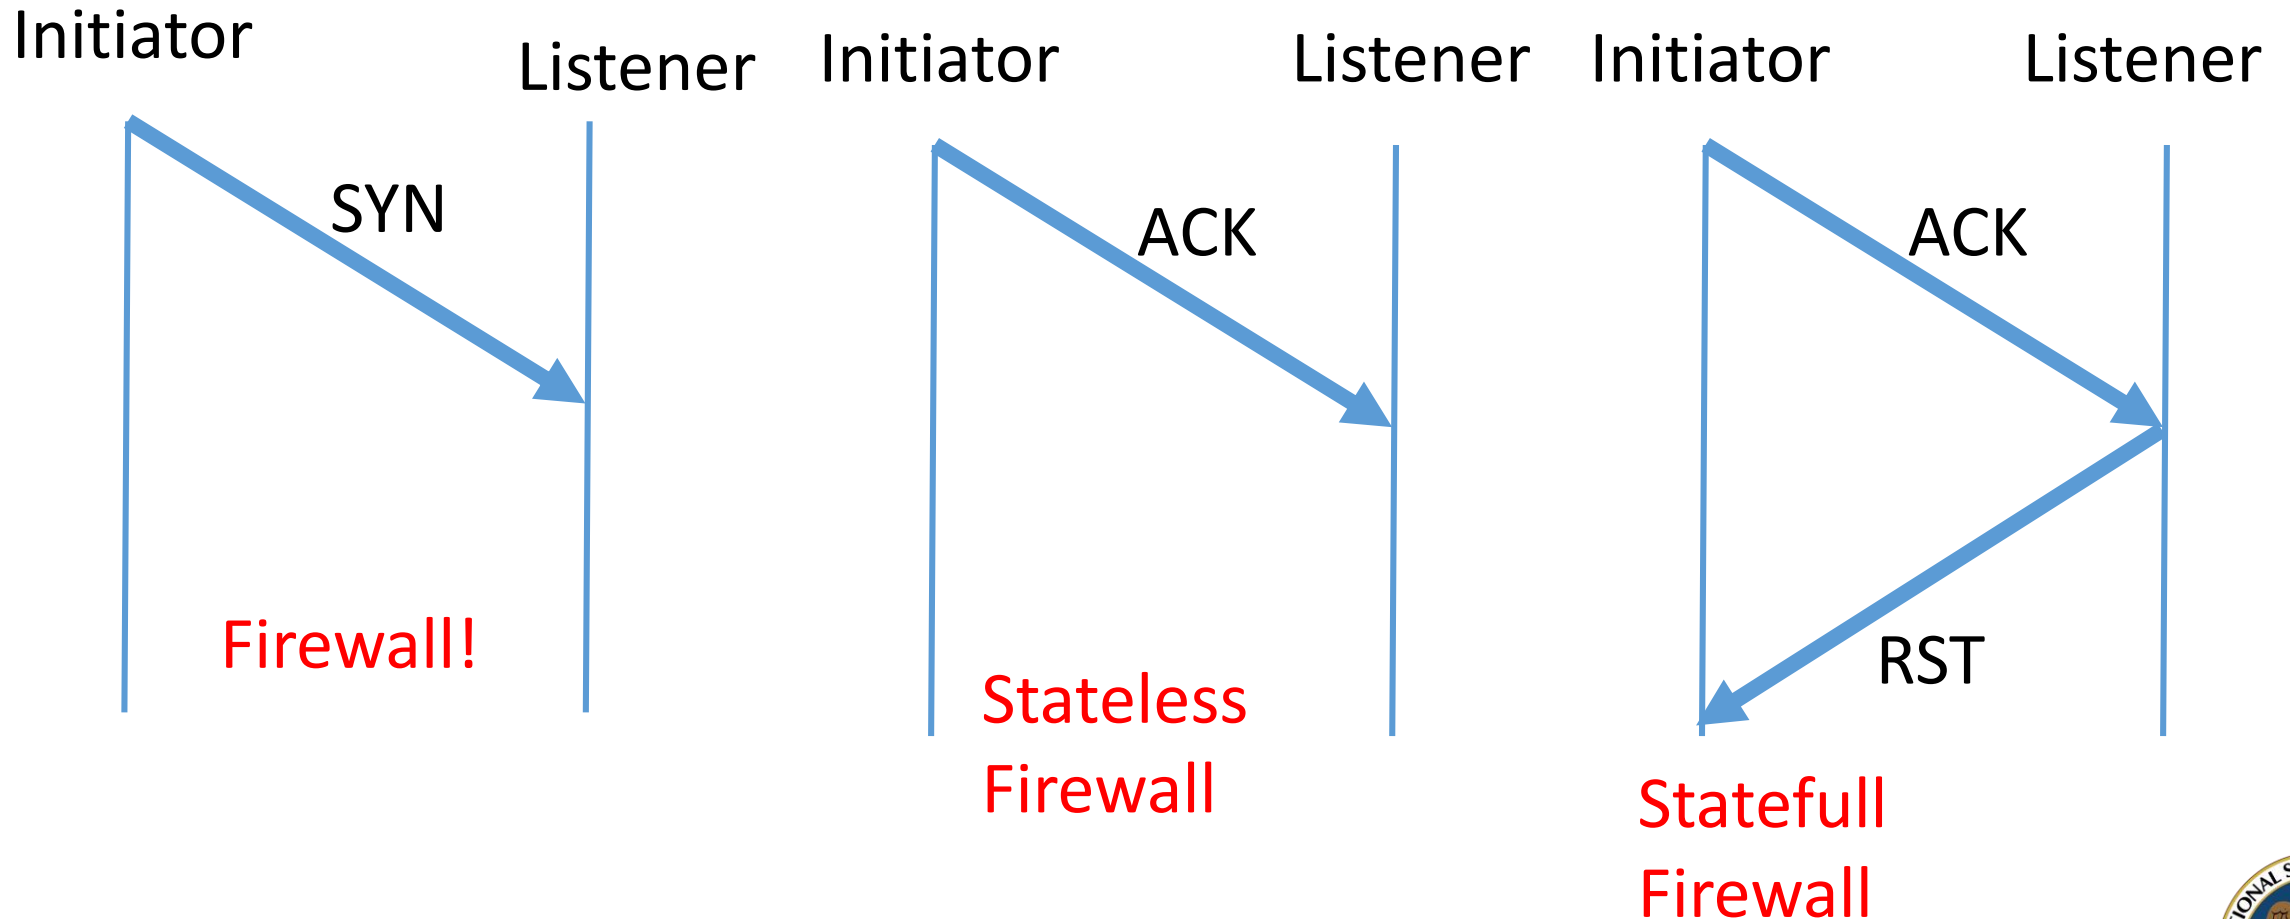 Initiator
Listener
SYN
Firewall!
Initiator
Listener
ACK
Stateless
Firewall
Initiator
Listener
ACK
RST
Statefull
Firewall